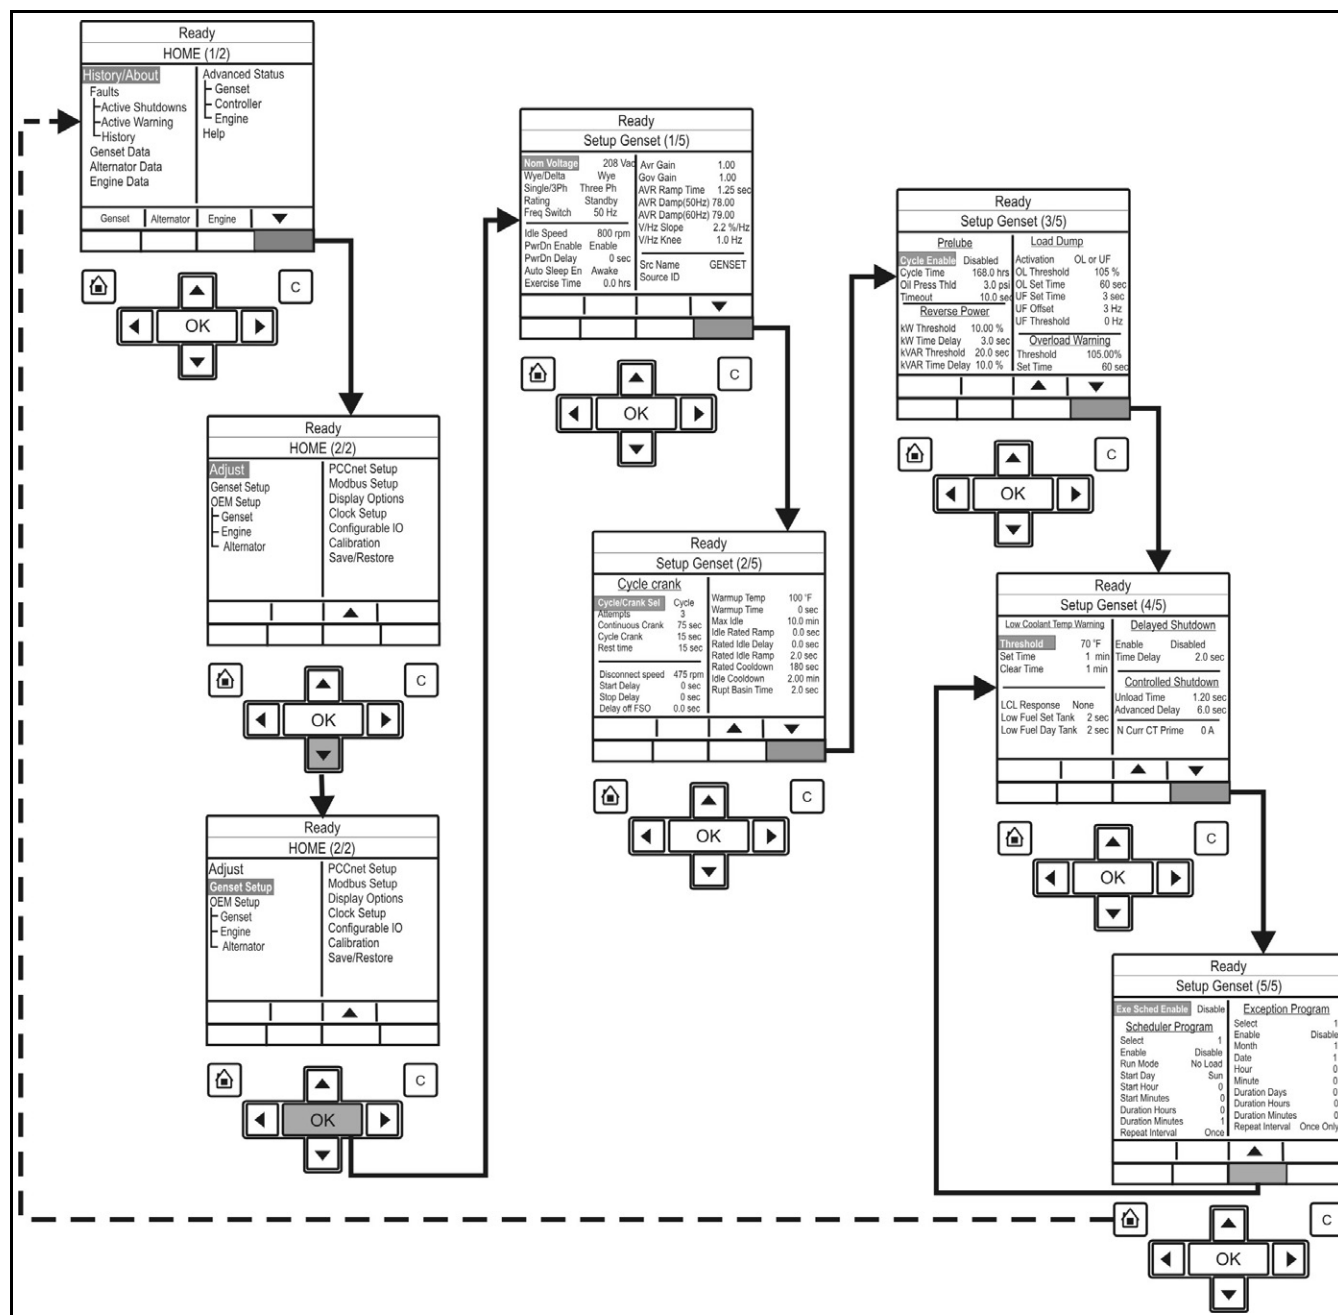 Ready
HOME (1/2)
History/About
Faults
Active Shutdowns
Active Warning
History
Genset Data
Alternator Data
Engine Data
Advanced Status
Genset
Controller
Engine
Help
Genset Alternator Engine
C
OK
Ready
HOME (2/2)
Adjust
Genset Setup
OEM Setup
Genset
Engine
Alternator
PCCnet Setup
Modbus Setup
Display Options
Clock Setup
Configurable IO
Calibration
Save/Restore
C
OK
Ready
HOME (2/2)
Adjust
Genset Setup
OEM Setup
Genset
Engine
Alternator
PCCnet Setup
Modbus Setup
Display Options
Clock Setup
Configurable IO
Calibration
Save/Restore
C
OK
Ready
Setup Genset (1/5)
Nom Voltage 208 Vac
Wye/Delta Wye
Single/3Ph Three Ph
Rating Standby
Freq Switch 50 Hz
Idle Speed 800 rpm
PwrDn Enable Enable
PwrDn Delay 0 sec
Auto Sleep En Awake
Exercise Time 0.0 hrs
Avr Gain 1.00
Gov Gain 1.00
AVR Ramp Time 1.25 sec
AVR Damp(50Hz) 78.00
AVR Damp(60Hz) 79.00
V/Hz Slope 2.2 %/Hz
V/Hz Knee 1.0 Hz
Src Name GENSET
Source ID
C
OK
Ready
Setup Genset (2/5)
Cycle crank
Cycle/Crank Sel Cycle
Attempts 3
Continuous Crank 75 sec
Cycle Crank 15 sec
Rest time 15 sec
Disconnect speed 475 rpm
Start Delay 0 sec
Stop Delay 0 sec
Delay off FSO 0.0 sec
Warmup Temp 100 °F
Warmup Time 0 sec
Max Idle 10.0 min
Idle Rated Ramp 0.0 sec
Rated Idle Delay 0.0 sec
Rated Idle Ramp 2.0 sec
Rated Cooldown 180 sec
Idle Cooldown 2.00 min
Rupt Basin Time 2.0 sec
C
OK
Ready
Setup Genset (3/5)
Prelube
Cycle Enable Disabled
Cycle Time 168.0 hrs
Oil Press Thld 3.0 psi
Timeout 10.0 sec
Reverse Power
kW Threshold 10.00 %
kW Time Delay 3.0 sec
kVAR Threshold 20.0 sec
kVAR Time Delay 10.0 %
Load Dump
Activation OL or UF
OL Threshold 105 %
OL Set Time 60 sec
UF Set Time 3 sec
UF Offset 3 Hz
UF Threshold 0 Hz
Overload Warning
Threshold 105.00%
Set Time 60 sec
C
OK
Ready
Setup Genset (4/5)
Low Coolant Temp Warning
Threshold 70 °F
Set Time 1 min
Clear Time 1 min
LCL Response None
Low Fuel Set Tank 2 sec
Low Fuel Day Tank 2 sec
Delayed Shutdown
Enable Disabled
Time Delay 2.0 sec
Controlled Shutdown
Unload Time 1.20 sec
Advanced Delay 6.0 sec
N Curr CT Prime 0 A
C
OK
Ready
Setup Genset (5/5)
Exe Sched Enable Disable
Scheduler Program
Select 1
Enable Disable
Run Mode No Load
Start Day Sun
Start Hour 0
Start Minutes 0
Duration Hours 0
Duration Minutes 1
Repeat Interval Once
Exception Program
Select 1
Enable Disable
Month 1
Date 1
Hour 0
Minute 0
Duration Days 0
Duration Hours 0
Duration Minutes 0
Repeat Interval Once Only
C
OK